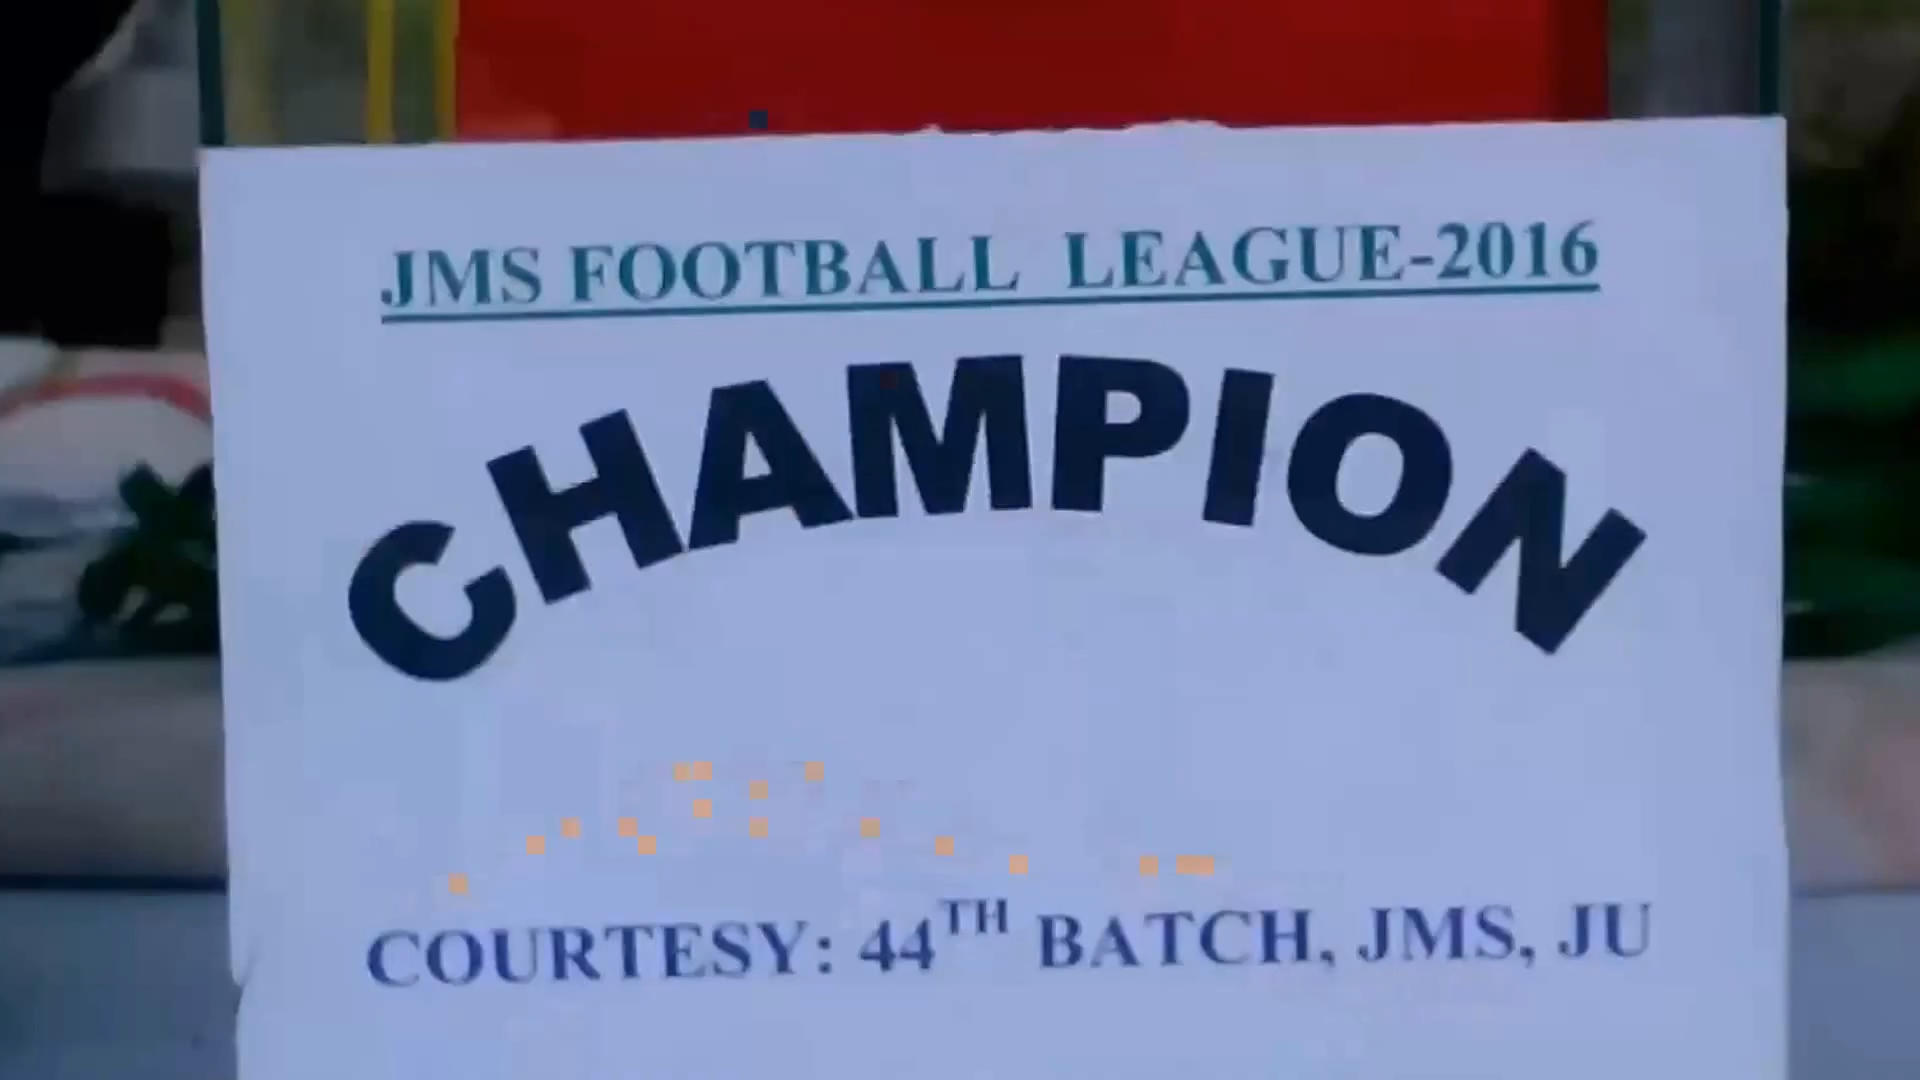 JMS FOOTBALL LEAGUE-2016
CHAMPION
COURTESY: 44TH BATCH, JMS, JU